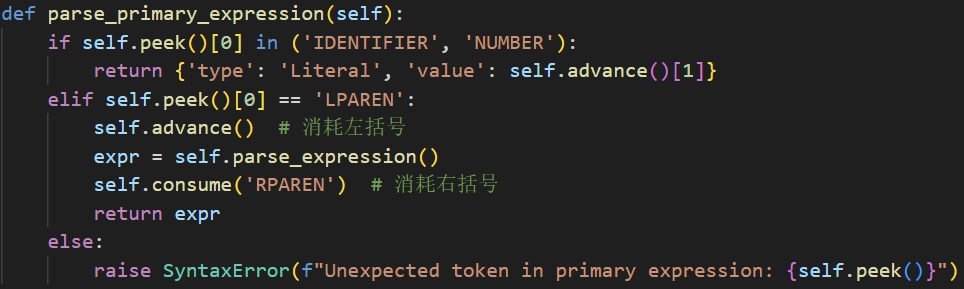 def parse_primary_expression(self):
    if self.peek()[0] in ('IDENTIFIER', 'NUMBER'):
        return {'type': 'Literal', 'value': self.advance()[1]}
    elif self.peek()[0] == 'LPAREN':
        self.advance()  # 消耗左括号
        expr = self.parse_expression()
        self.consume('RPAREN')  # 消耗右括号
        return expr
    else:
        raise SyntaxError(f"Unexpected token in primary expression: {self.peek()}")